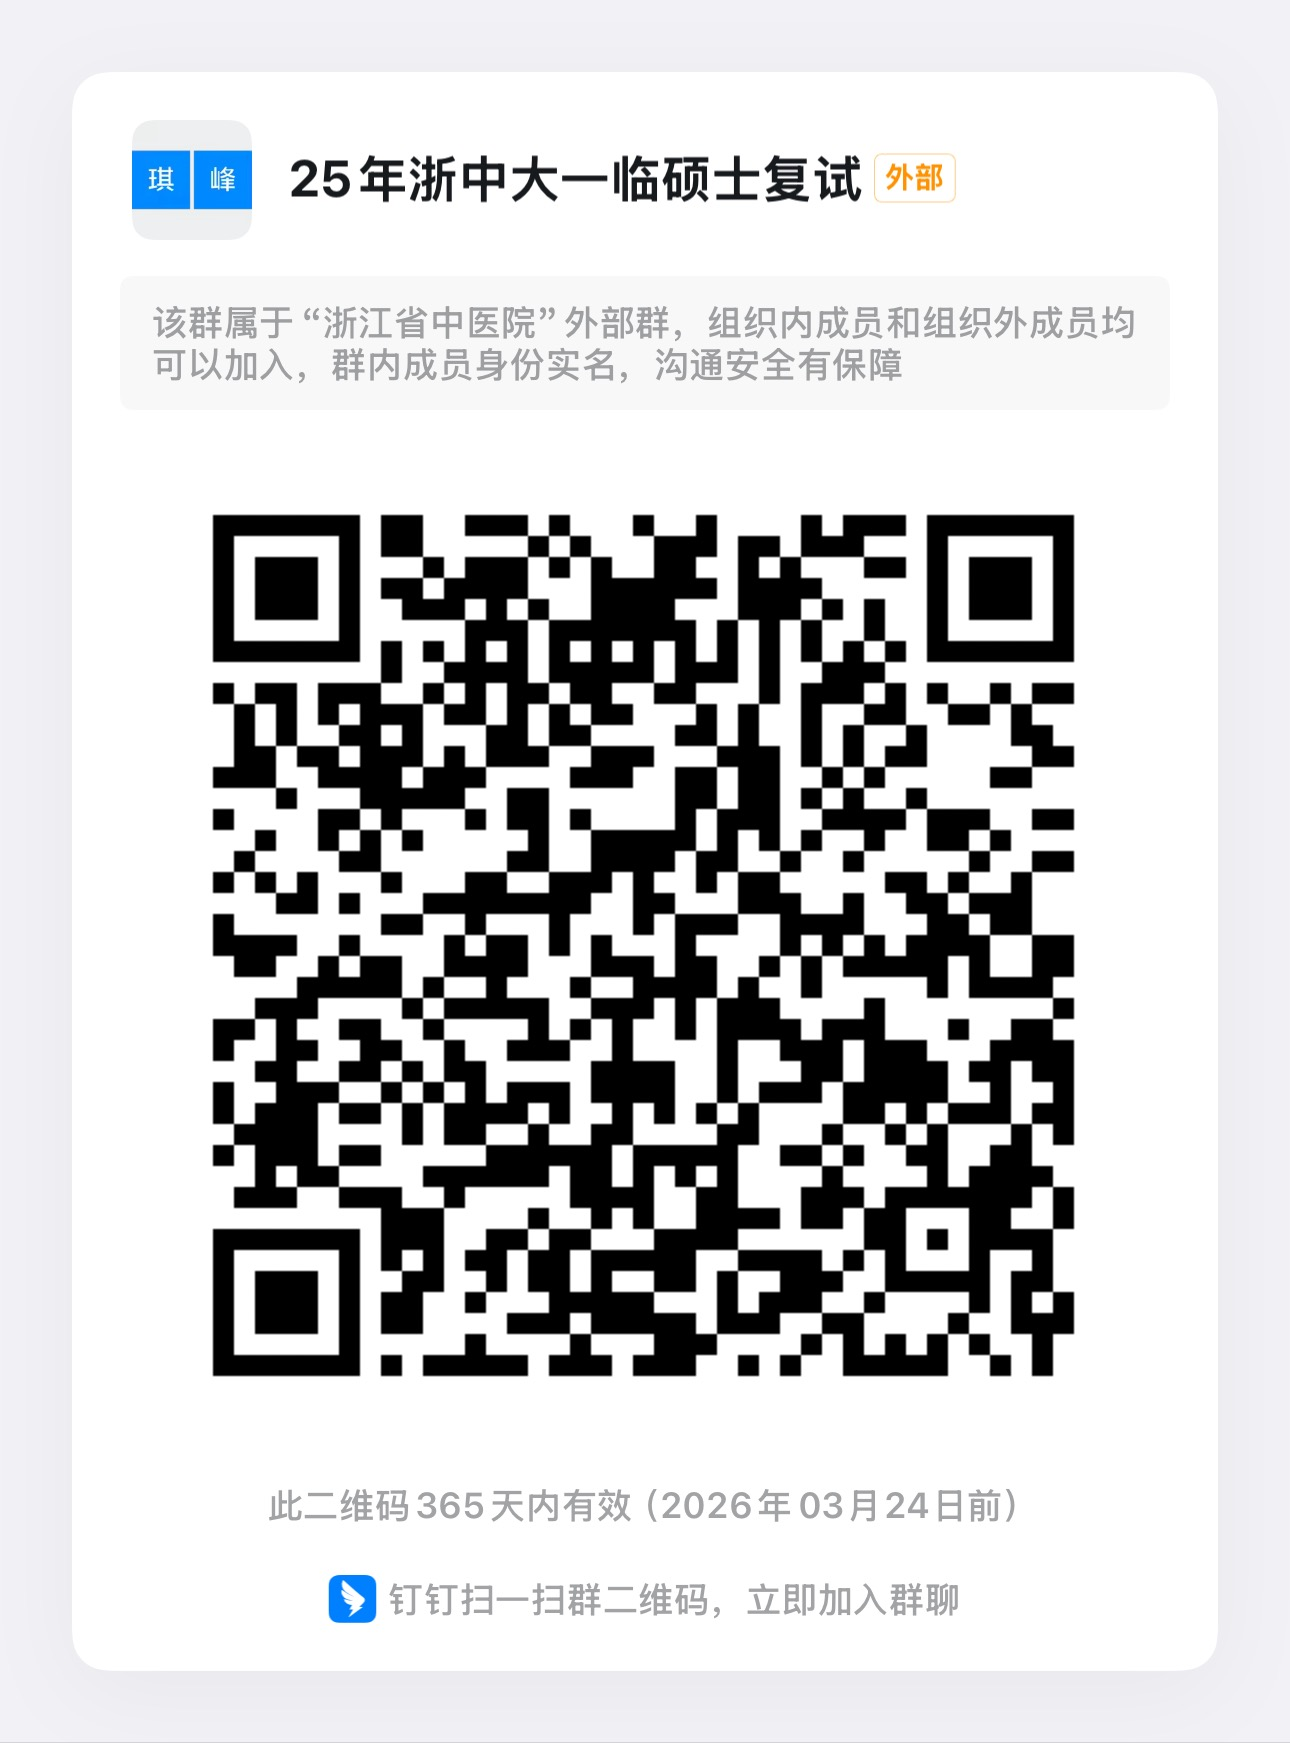 琪 峰
25年浙中大一临硕士复试 外部
该群属于“浙江省中医院”外部群，组织内成员和组织外成员均
可以加入，群内成员身份实名，沟通安全有保障
此二维码365天内有效（2026年03月24日前）
钉钉扫一扫群二维码，立即加入群聊